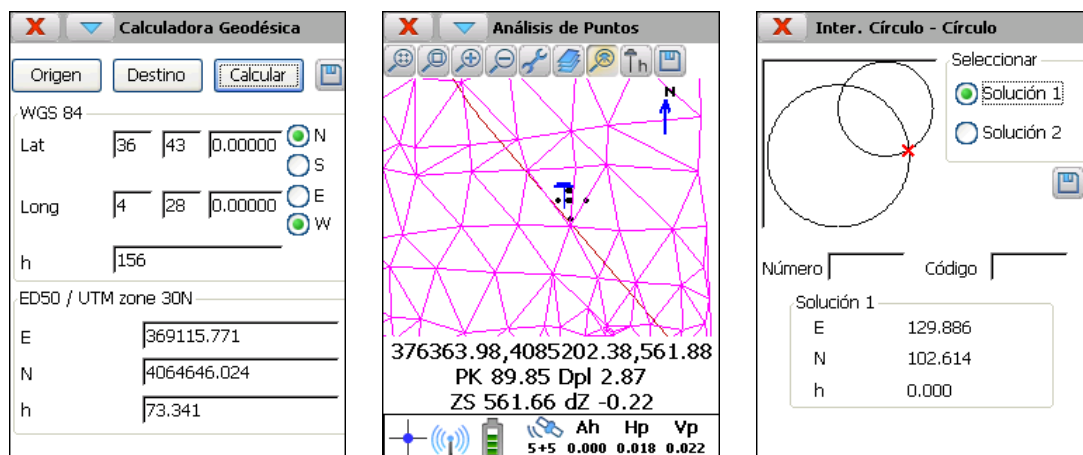 Calculadora Geodésica
Origen Destino Calcular
WGS 84
Lat 36 43 0.00000 N
S
Long 4 28 0.00000 E
W
h 156
ED50 / UTM zone 30N
E 369115.771
N 4064646.024
h 73.341
Análisis de Puntos
h
N
376363.98,4085202.38,561.88
PK 89.85 Dpl 2.87
ZS 561.66 dZ -0.22
Ah Hp Vp
5+5 0.000 0.018 0.022
Inter. Círculo - Círculo
Seleccionar
Solución 1
Solución 2
Número Código
Solución 1
E 129.886
N 102.614
h 0.000